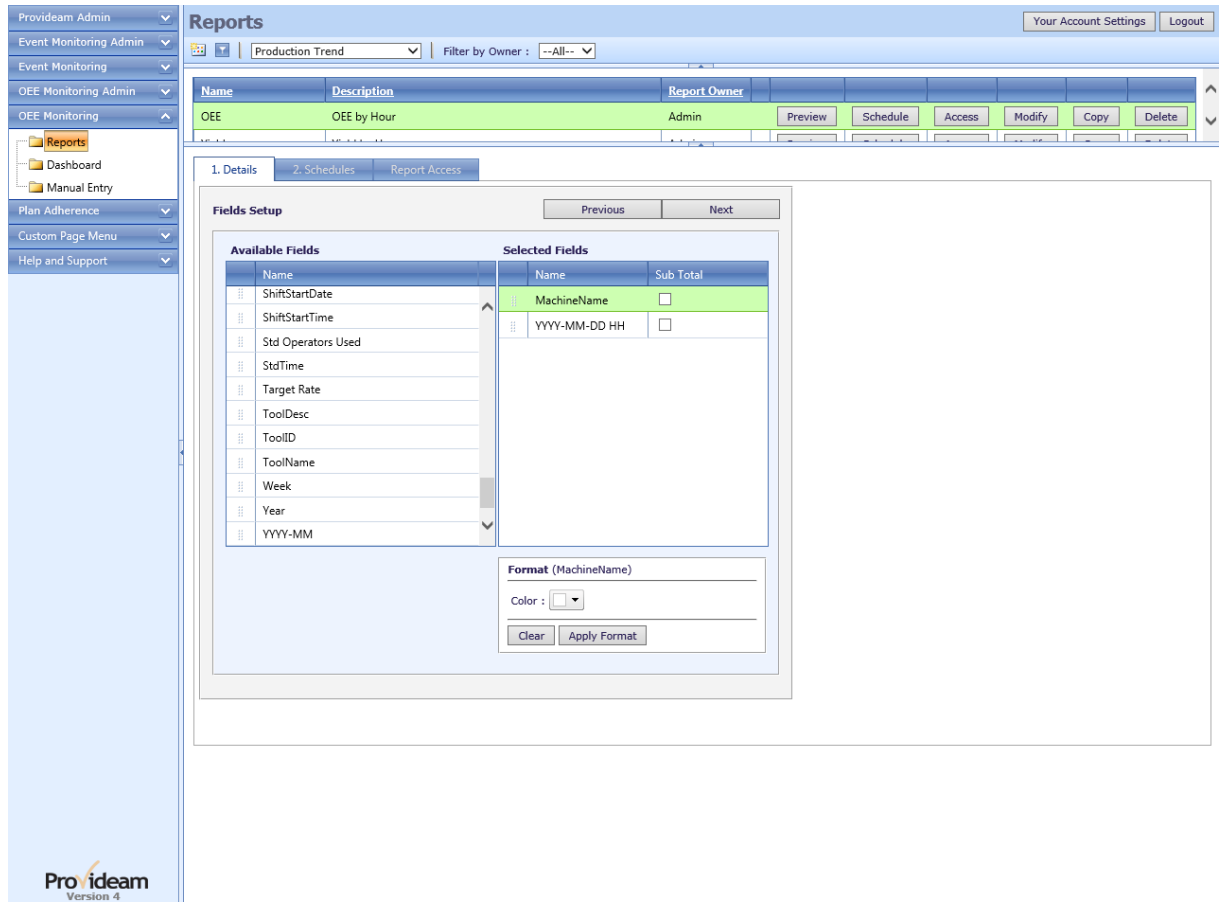 Provideam Admin
Event Monitoring Admin
Event Monitoring
OEE Monitoring Admin
OEE Monitoring
Reports
Dashboard
Manual Entry
Plan Adherence
Custom Page Menu
Help and Support
Provideam
Version 4
Reports
Your Account Settings Logout
Production Trend Filter by Owner : --All--
Name Description Report Owner
OEE OEE by Hour Admin Preview Schedule Access Modify Copy Delete
1. Details 2. Schedules Report Access
Fields Setup Previous Next
Available Fields
Name
ShiftStartDate
ShiftStartTime
Std Operators Used
StdTime
Target Rate
ToolDesc
ToolID
ToolName
Week
Year
YYYY-MM
Selected Fields
Name Sub Total
MachineName
YYYY-MM-DD HH
Format (MachineName)
Color :
Clear Apply Format